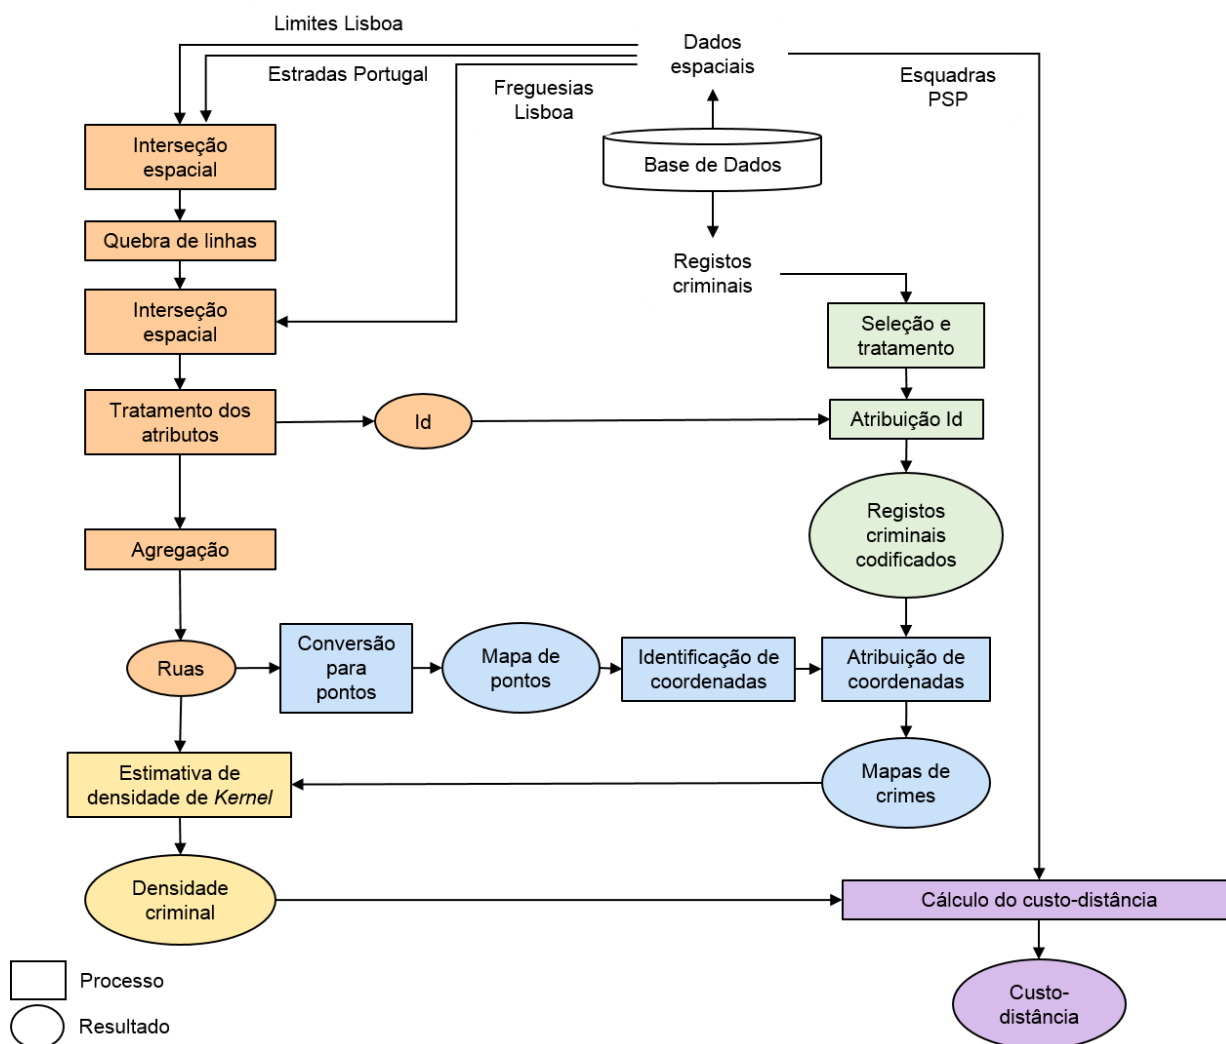 Limites Lisboa
Estradas Portugal
Freguesias
Lisboa
Dados
espaciais
Esquadras
PSP
Base de Dados
Interseção
espacial
Quebra de linhas
Interseção
espacial
Registos
criminais
Seleção e
tratamento
Tratamento dos
atributos
Id
Atribuição Id
Registos
criminais
codificados
Agregação
Ruas
Conversão
para
pontos
Mapa de
pontos
Identificação de
coordenadas
Atribuição de
coordenadas
Estimativa de
densidade de Kernel
Mapas de
crimes
Densidade
criminal
Cálculo do custo-distância
Custo-
distância
Processo
Resultado